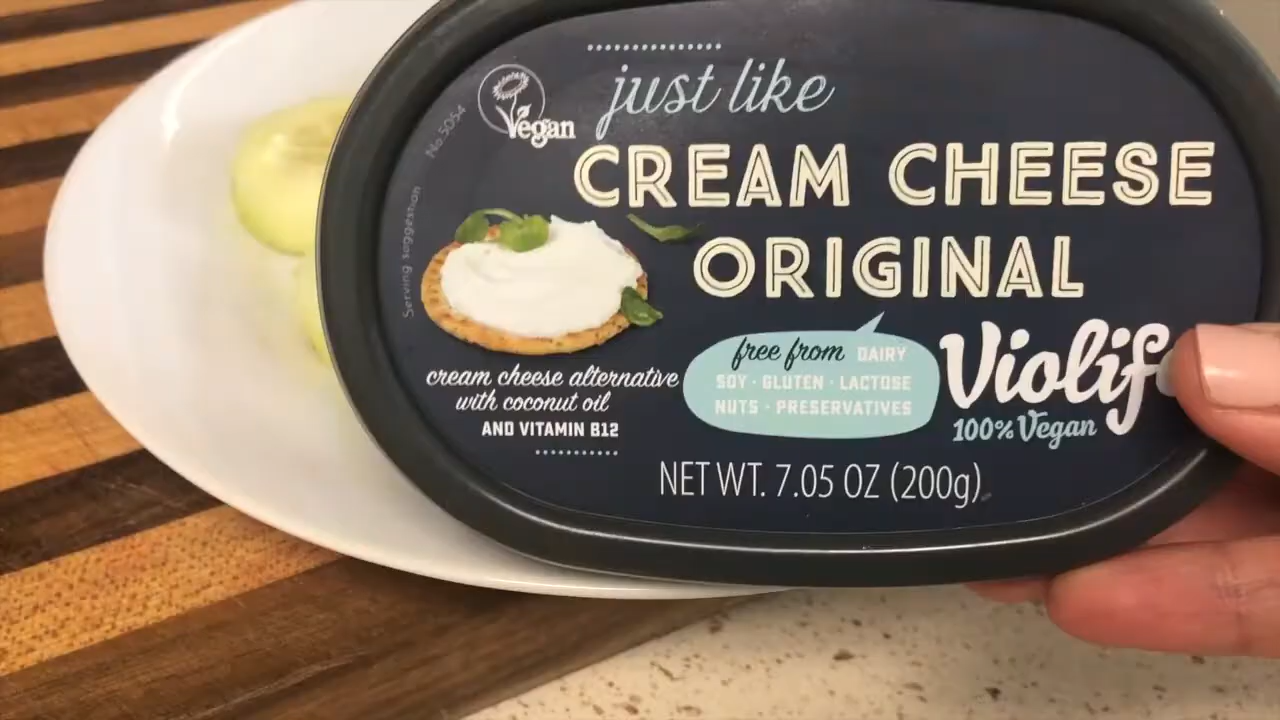 just like
Vegan
CREAM CHEESE
ORIGINAL
No.5054
Serving suggestion
cream cheese alternative
with coconut oil
AND VITAMIN B12
free from DAIRY
SOY · GLUTEN · LACTOSE
NUTS · PRESERVATIVES
Violife
100% Vegan
NET WT. 7.05 OZ (200g)